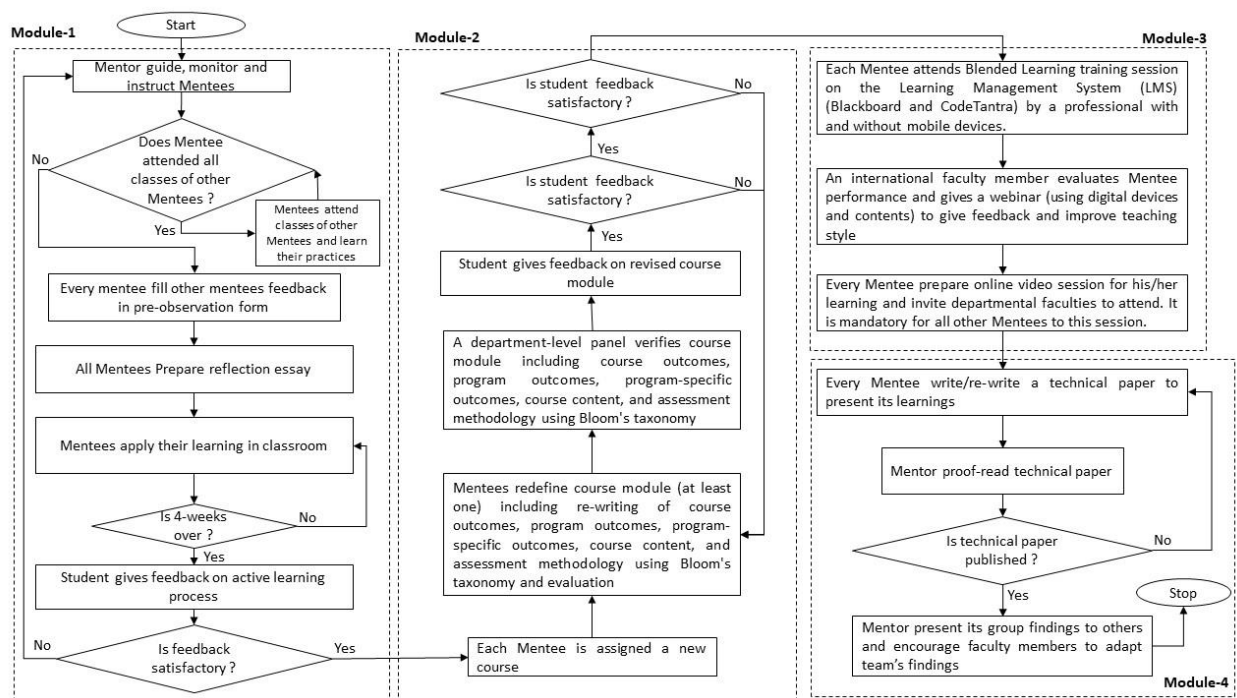 Start
Module-1
Mentor guide, monitor and
instruct Mentees
Does Mentee
attended all
classes of other
Mentees ?
No
Yes
Mentees attend
classes of other
Mentees and learn
their practices
Every mentee fill other mentees feedback
in pre-observation form
All Mentees Prepare reflection essay
Mentees apply their learning in classroom
Is 4-weeks
over ?
No
Yes
Student gives feedback on active learning
process
Is feedback
satisfactory ?
No
Yes
Module-2
Is student feedback
satisfactory ?
No
Yes
Is student feedback
satisfactory ?
No
Yes
Student gives feedback on revised course
module
A department-level panel verifies course
module including course outcomes,
program outcomes, program-specific
outcomes, course content, and
assessment methodology using Bloom's
taxonomy
Mentees redefine course module (at least
one) including re-writing of course
outcomes, program outcomes, program-
specific outcomes, course content, and
assessment methodology using Bloom's
taxonomy and evaluation
Each Mentee is assigned a new
course
Module-3
Each Mentee attends Blended Learning training session
on the Learning Management System (LMS)
(Blackboard and CodeTantra) by a professional with
and without mobile devices.
An international faculty member evaluates Mentee
performance and gives a webinar (using digital devices
and contents) to give feedback and improve teaching
style
Every Mentee prepare online video session for his/her
learning and invite departmental faculties to attend. It
is mandatory for all other Mentees to this session.
Every Mentee write/re-write a technical paper to
present its learnings
Mentor proof-read technical paper
Is technical paper
published ?
No
Yes
Stop
Mentor present its group findings to others
and encourage faculty members to adapt
team's findings
Module-4